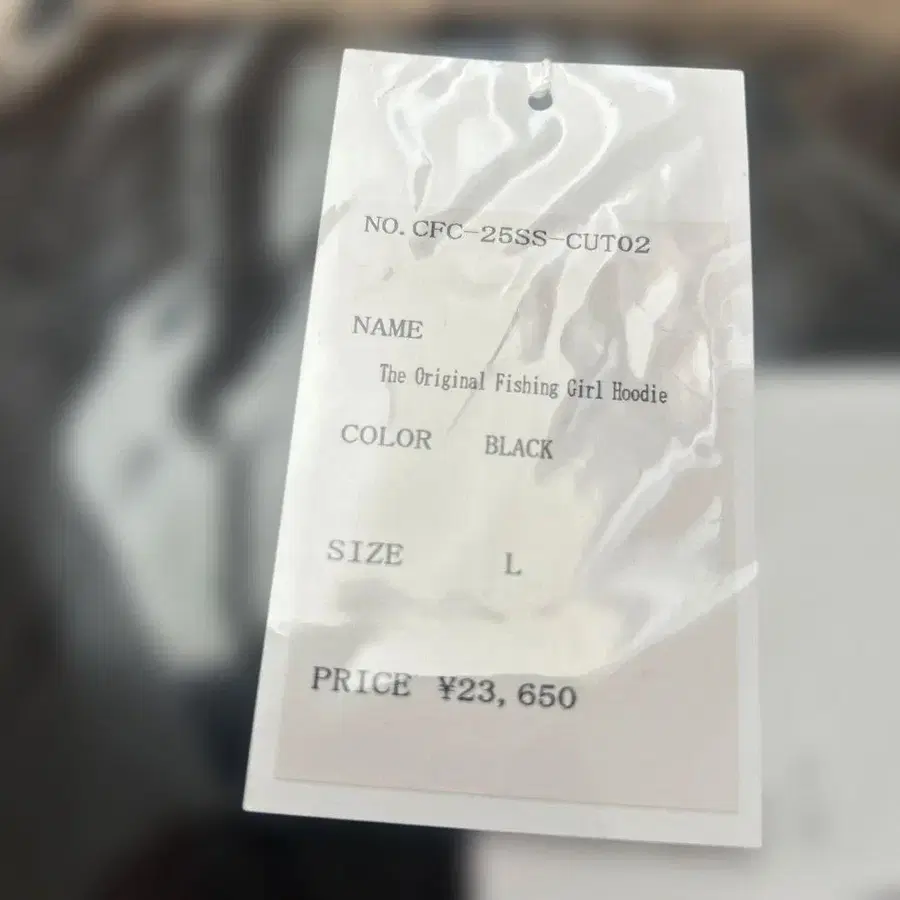 NO. CFC-25SS-CUT02
NAME
The Original Fishing Girl Hoodie
COLOR BLACK
SIZE L
PRICE ¥23,650